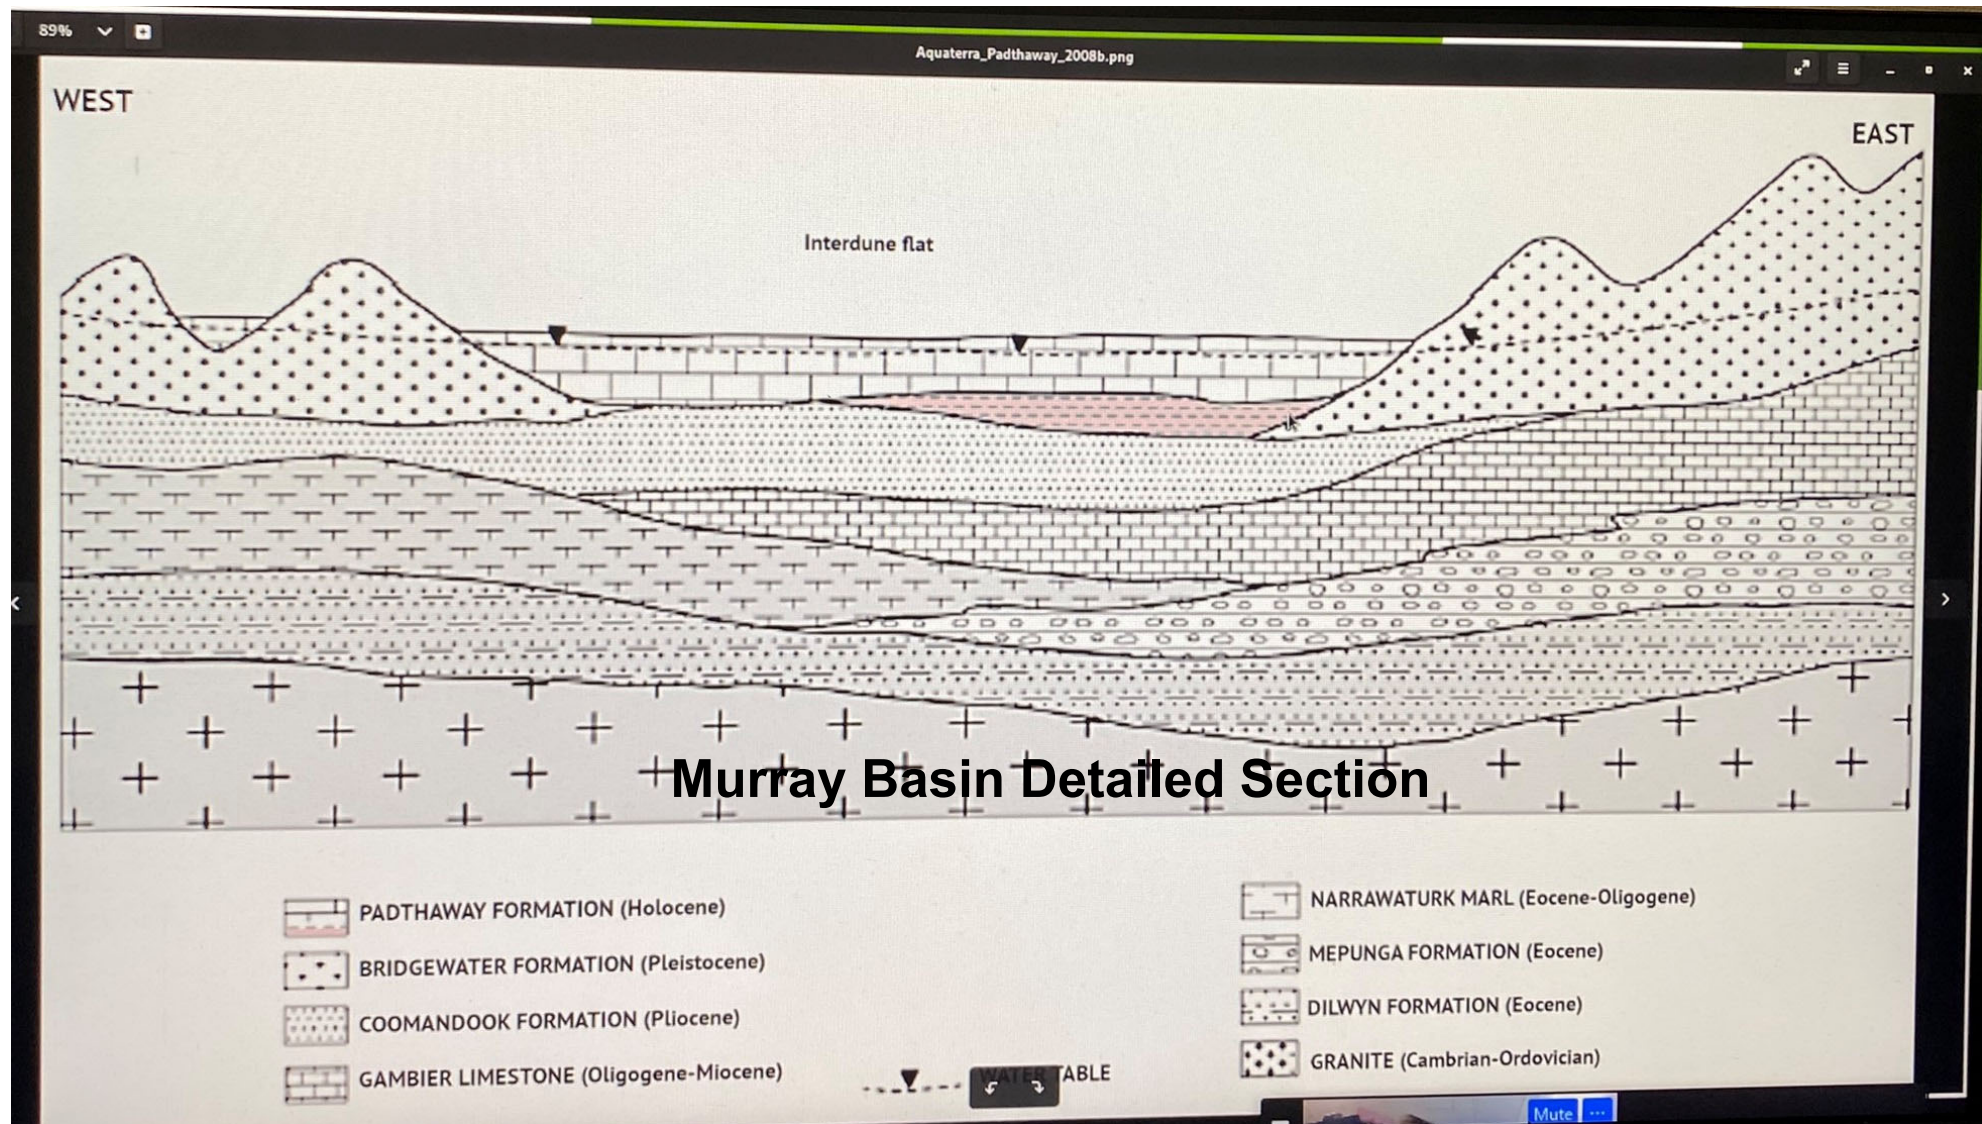 89%
Aquaterra_Padthaway_2008b.png
WEST
EAST
Interdune flat
Murray Basin Detailed Section
PADTHAWAY FORMATION (Holocene)
BRIDGEWATER FORMATION (Pleistocene)
COOMANDOOK FORMATION (Pliocene)
GAMBIER LIMESTONE (Oligogene-Miocene)
WATER TABLE
NARRAWATURK MARL (Eocene-Oligogene)
MEPUNGA FORMATION (Eocene)
DILWYN FORMATION (Eocene)
GRANITE (Cambrian-Ordovician)
Mute